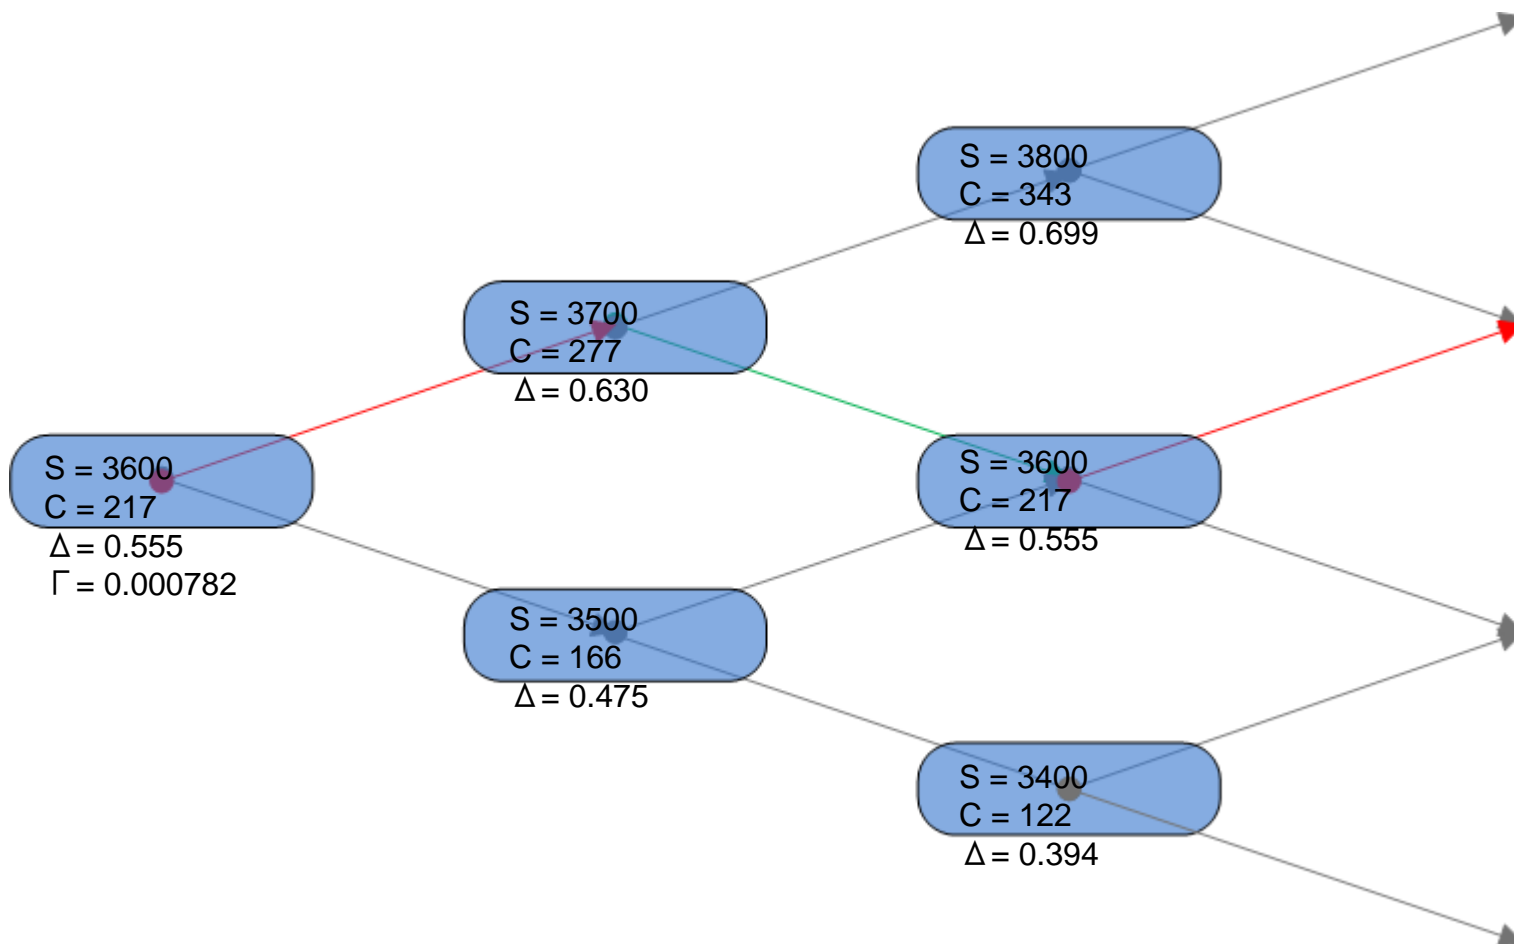 S = 3800
C = 343
Δ = 0.699
S = 3700
C = 277
Δ = 0.630
S = 3600
C = 217
Δ = 0.555
Γ = 0.000782
S = 3600
C = 217
Δ = 0.555
S = 3500
C = 166
Δ = 0.475
S = 3400
C = 122
Δ = 0.394